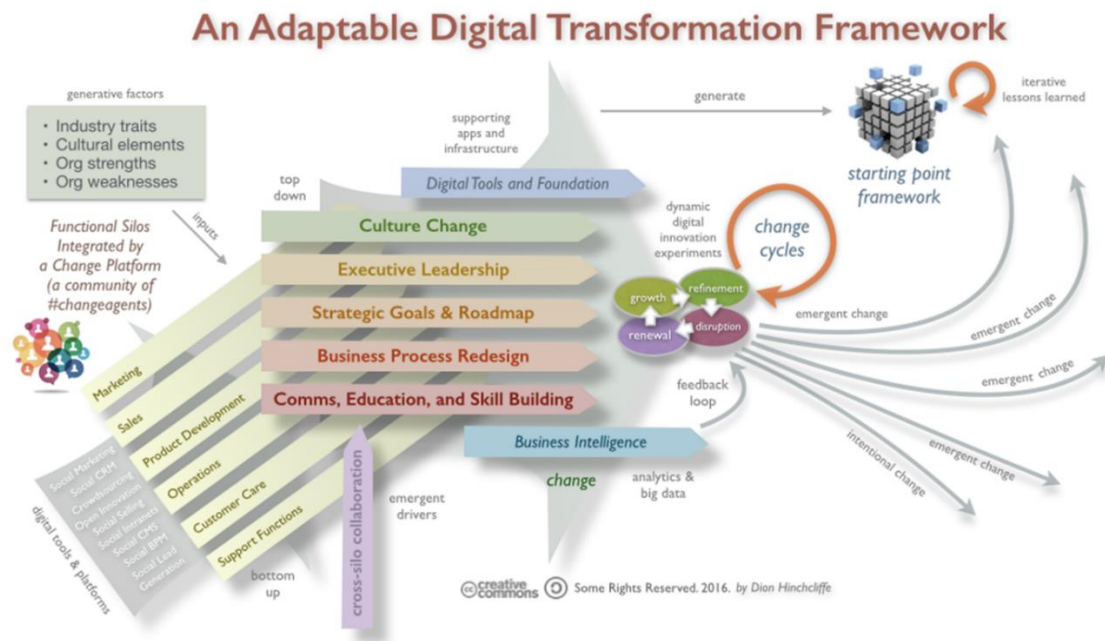 An Adaptable Digital Transformation Framework
generative factors
• Industry traits
• Cultural elements
• Org strengths
• Org weaknesses
inputs
Functional Silos
Integrated by
a Change Platform
(a community of
#changeagents)
top
down
supporting
apps and
infrastructure
Digital Tools and Foundation
Culture Change
Executive Leadership
Strategic Goals & Roadmap
Business Process Redesign
Comms, Education, and Skill Building
Business Intelligence
change
analytics &
big data
Marketing
Sales
Product Development
Operations
Customer Care
Support Functions
Social Marketing
Social CRM
Crowdsourcing
Open Innovation
Social Selling
Social Intranets
Social CMS
Social BPM
Social Lead
Generation
digital tools & platforms
bottom
up
cross-silo collaboration
emergent
drivers
generate
starting point
framework
iterative
lessons learned
dynamic
digital
innovation
experiments
change
cycles
growth
refinement
renewal
disruption
feedback
loop
emergent change
emergent change
emergent change
emergent change
intentional change
cc creative
commons
Some Rights Reserved. 2016. by Dion Hinchcliffe